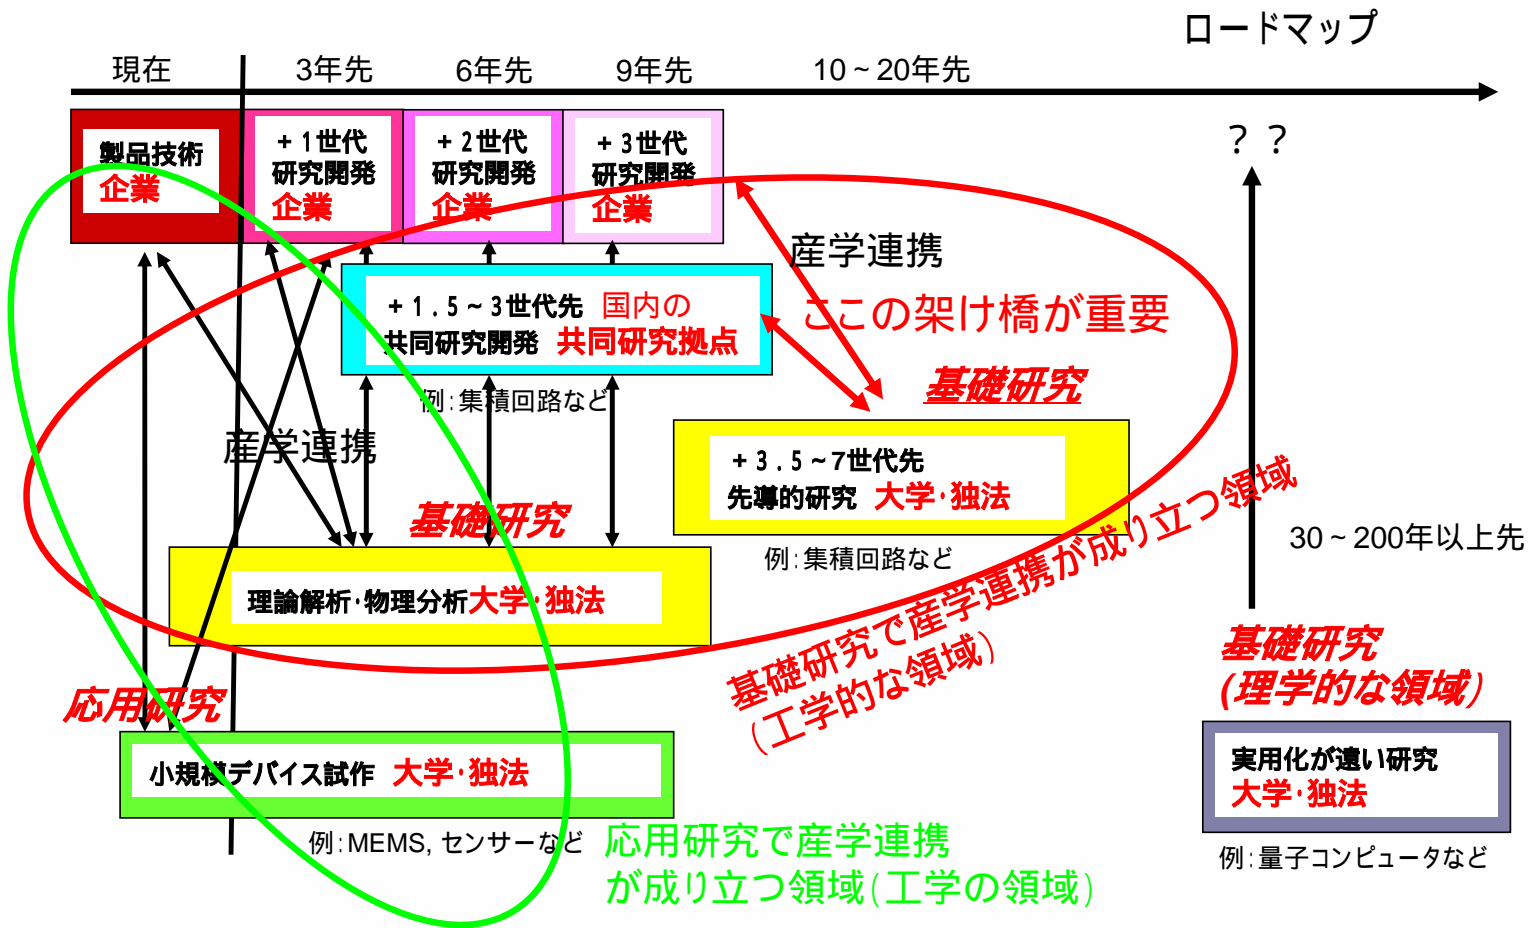 ロードマップ
現在
3年先
6年先
9年先
10~20年先
製品技術
企業
+1世代
研究開発
企業
+2世代
研究開発
企業
+3世代
研究開発
企業
??
産学連携
ここの架け橋が重要
+1.5~3世代先 国内の
共同研究開発 共同研究拠点
例:集積回路など
基礎研究
+3.5~7世代先
先導的研究 大学・独法
例:集積回路など
産学連携
基礎研究
理論解析・物理分析大学・独法
基礎研究で産学連携が成り立つ領域
(工学的な領域)
30~200年以上先
基礎研究
(理学的な領域)
実用化が遠い研究
大学・独法
例:量子コンピュータなど
応用研究
小規模デバイス試作 大学・独法
例:MEMS, センサーなど
応用研究で産学連携
が成り立つ領域(工学の領域)